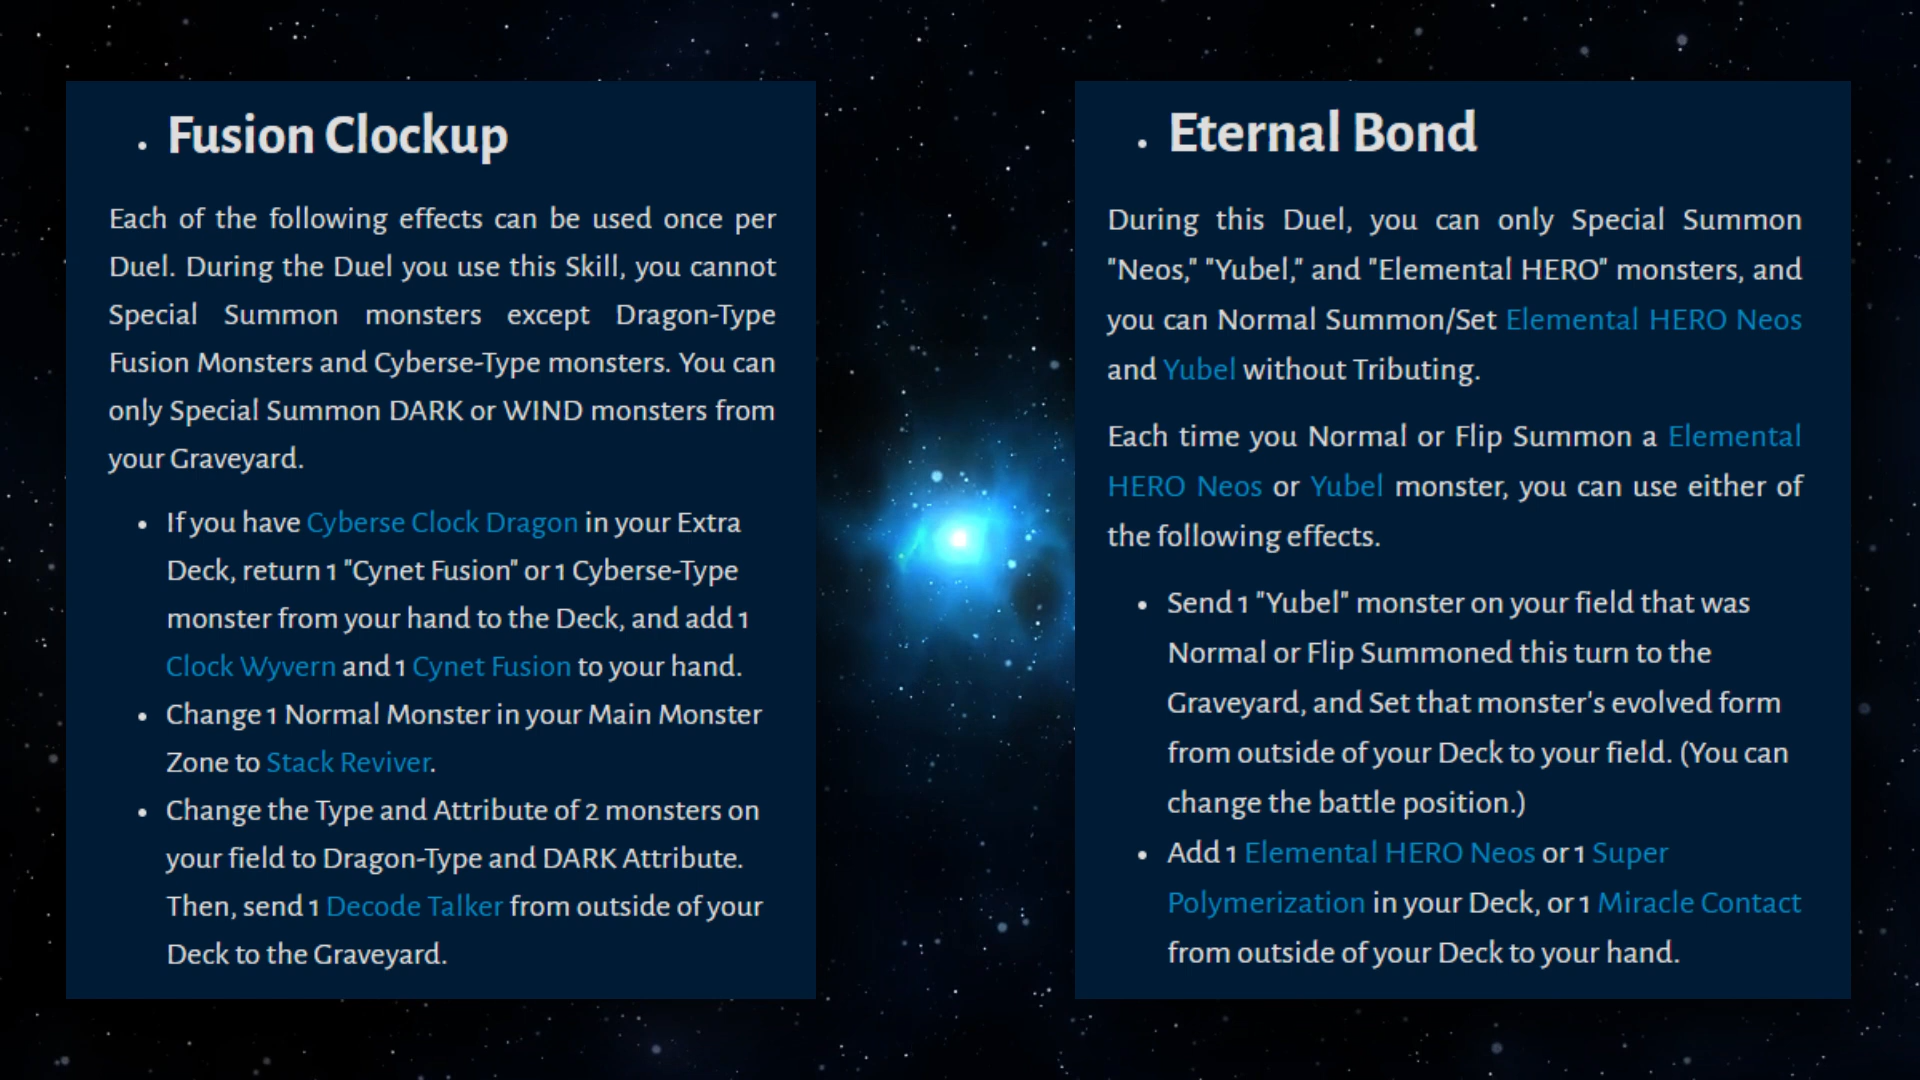 • Fusion Clockup
Each of the following effects can be used once per
Duel. During the Duel you use this Skill, you cannot
Special Summon monsters except Dragon-Type
Fusion Monsters and Cyberse-Type monsters. You can
only Special Summon DARK or WIND monsters from
your Graveyard.
• If you have Cyberse Clock Dragon in your Extra
Deck, return 1 "Cynet Fusion" or 1 Cyberse-Type
monster from your hand to the Deck, and add 1
Clock Wyvern and 1 Cynet Fusion to your hand.
• Change 1 Normal Monster in your Main Monster
Zone to Stack Reviver.
• Change the Type and Attribute of 2 monsters on
your field to Dragon-Type and DARK Attribute.
Then, send 1 Decode Talker from outside of your
Deck to the Graveyard.
• Eternal Bond
During this Duel, you can only Special Summon
"Neos," "Yubel," and "Elemental HERO" monsters, and
you can Normal Summon/Set Elemental HERO Neos
and Yubel without Tributing.
Each time you Normal or Flip Summon a Elemental
HERO Neos or Yubel monster, you can use either of
the following effects.
• Send 1 "Yubel" monster on your field that was
Normal or Flip Summoned this turn to the
Graveyard, and Set that monster's evolved form
from outside of your Deck to your field. (You can
change the battle position.)
• Add 1 Elemental HERO Neos or 1 Super
Polymerization in your Deck, or 1 Miracle Contact
from outside of your Deck to your hand.